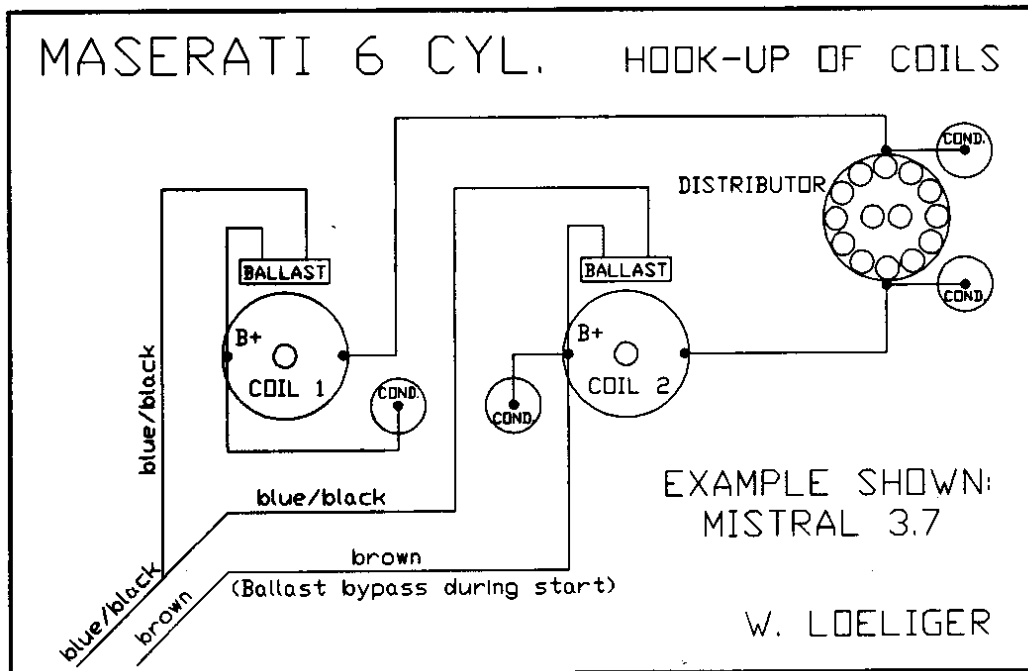 MASERATI 6 CYL. HOOK-UP OF COILS
COND.
DISTRIBUTOR
BALLAST
BALLAST
COND.
B+
B+
COIL 1
COIL 2
COND.
COND.
blue/black
blue/black
EXAMPLE SHOWN:
MISTRAL 3.7
brown
(Ballast bypass during start)
blue/black
brown
W. LOELIGER